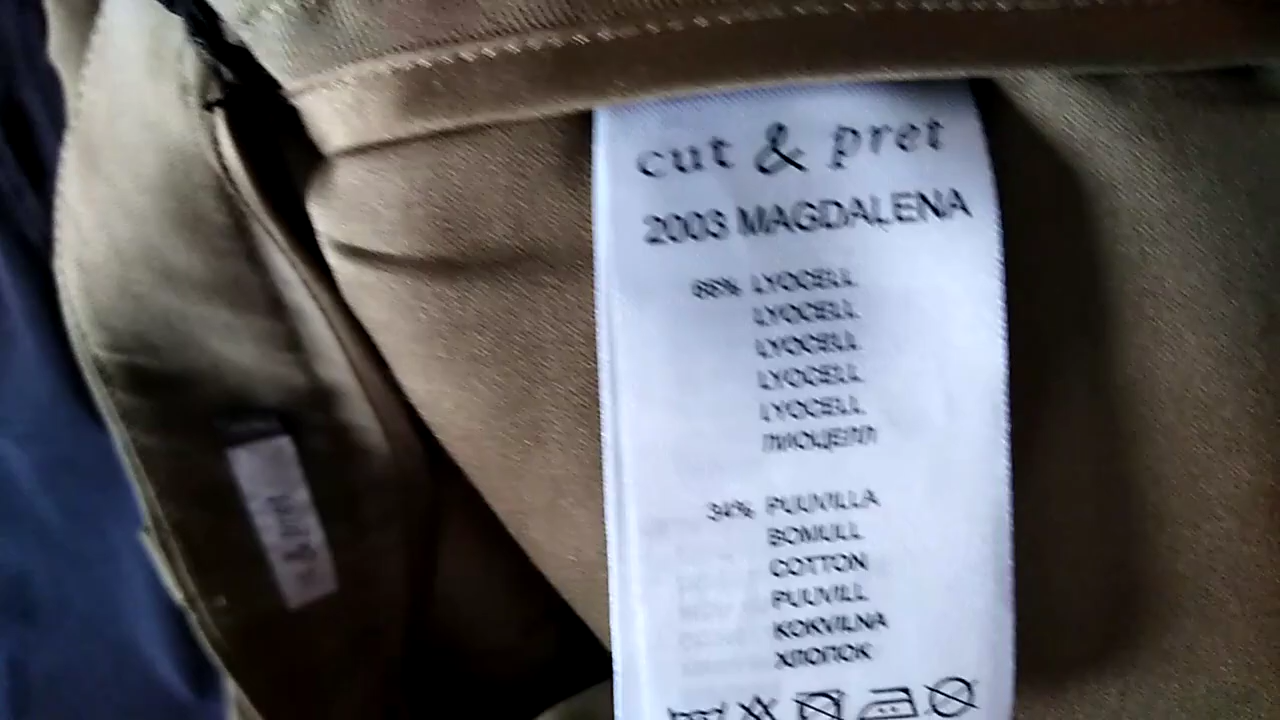 cut & pret
2003 MAGDALENA
66% LYOCELL
LYOCELL
LYOCELL
LYOCELL
LYOCELL
ЛИОЦЕЛЛ
34% PUUVILLA
BOMULL
COTTON
PUUVILL
KOKVILNA
ХЛОПОК